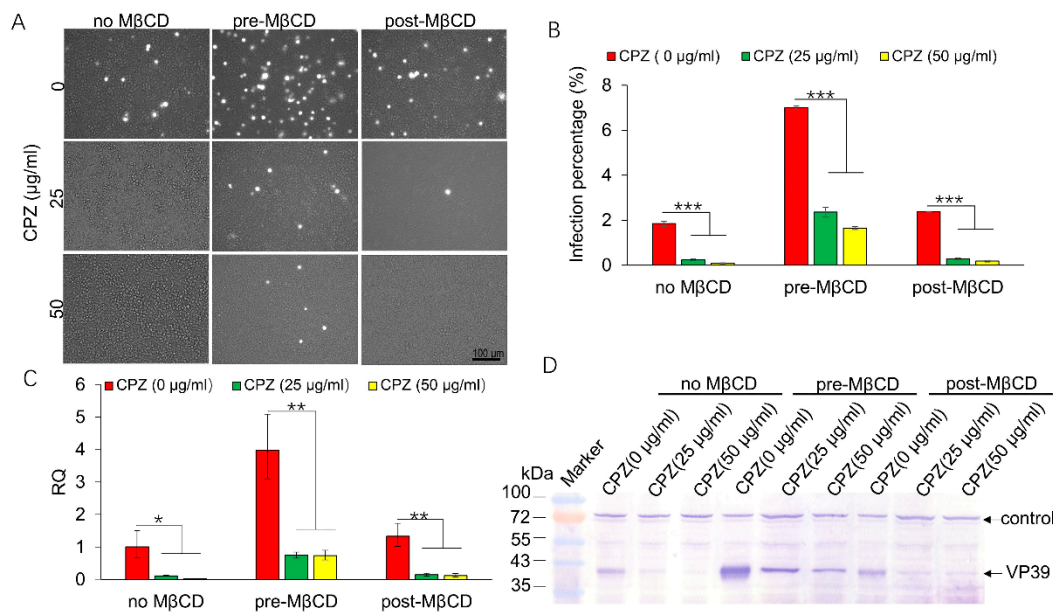 A
no MβCD
pre-MβCD
post-MβCD
CPZ (μg/ml)
0
25
50
100 μm
B
CPZ ( 0 μg/ml)
CPZ (25 μg/ml)
CPZ (50 μg/ml)
Infection percentage (%)
8
6
4
2
0
***
***
***
no MβCD
pre-MβCD
post-MβCD
C
CPZ (0 μg/ml)
CPZ (25 μg/ml)
CPZ (50 μg/ml)
RQ
6
5
4
3
2
1
0
*
**
**
no MβCD
pre-MβCD
post-MβCD
D
no MβCD
pre-MβCD
post-MβCD
kDa
Marker
CPZ(0 μg/ml)
CPZ(25 μg/ml)
CPZ(50 μg/ml)
CPZ(0 μg/ml)
CPZ(25 μg/ml)
CPZ(50 μg/ml)
CPZ(0 μg/ml)
CPZ(25 μg/ml)
CPZ(50 μg/ml)
100
72
55
43
35
control
VP39